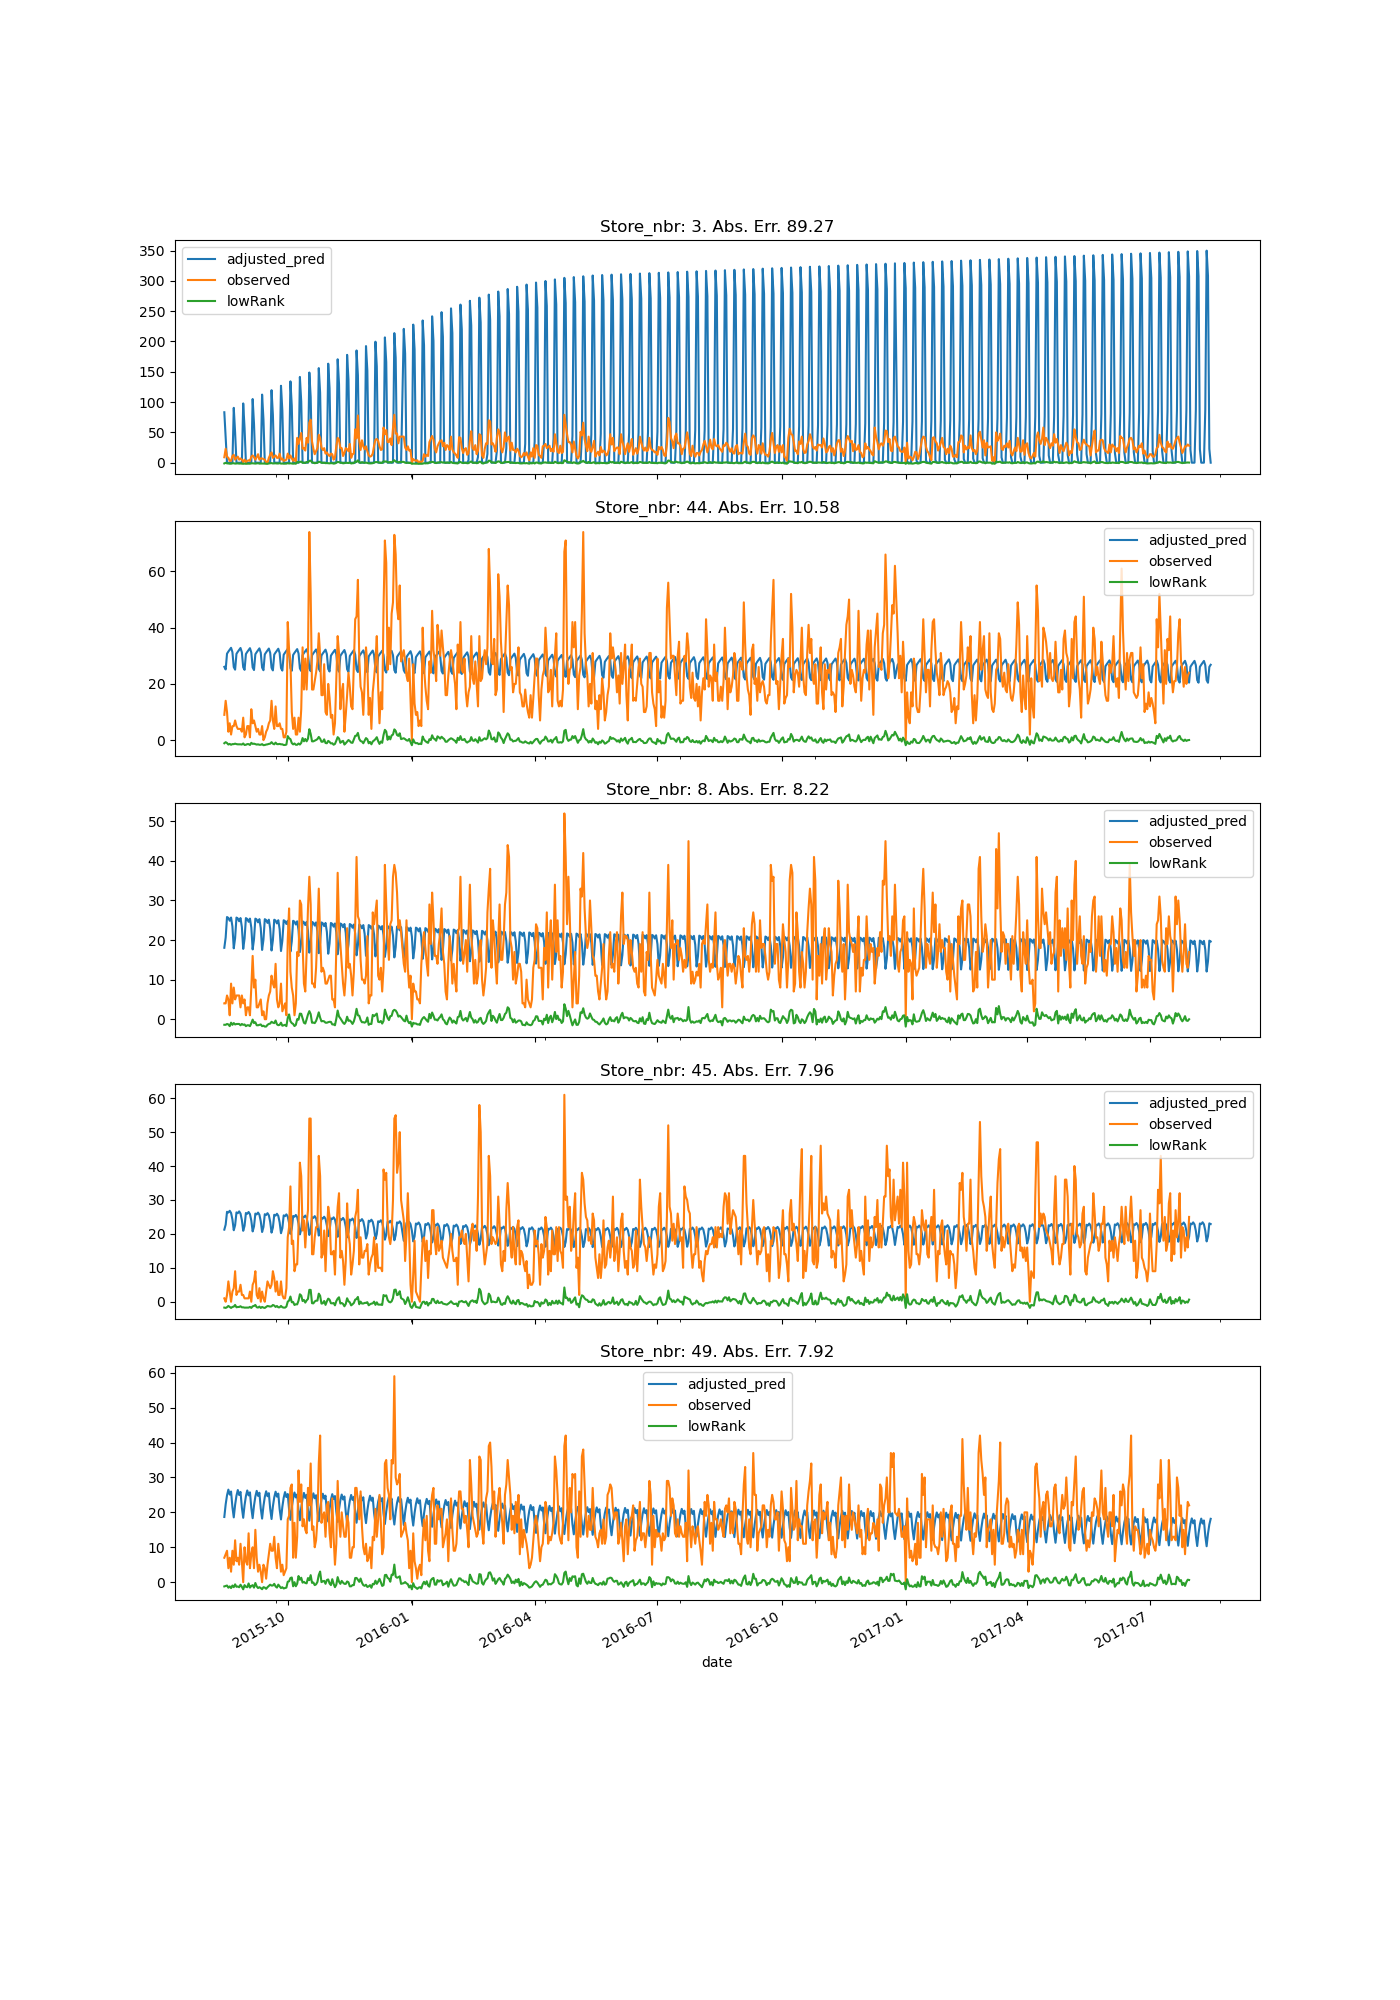 Store_nbr: 3. Abs. Err. 89.27
350
300
250
200
150
100
50
0
adjusted_pred
observed
lowRank
Store_nbr: 44. Abs. Err. 10.58
60
40
20
0
adjusted_pred
observed
lowRank
Store_nbr: 8. Abs. Err. 8.22
50
40
30
20
10
0
adjusted_pred
observed
lowRank
Store_nbr: 45. Abs. Err. 7.96
60
50
40
30
20
10
0
adjusted_pred
observed
lowRank
Store_nbr: 49. Abs. Err. 7.92
60
50
40
30
20
10
0
adjusted_pred
observed
lowRank
2015-10
2016-01
2016-04
2016-07
2016-10
2017-01
2017-04
2017-07
date